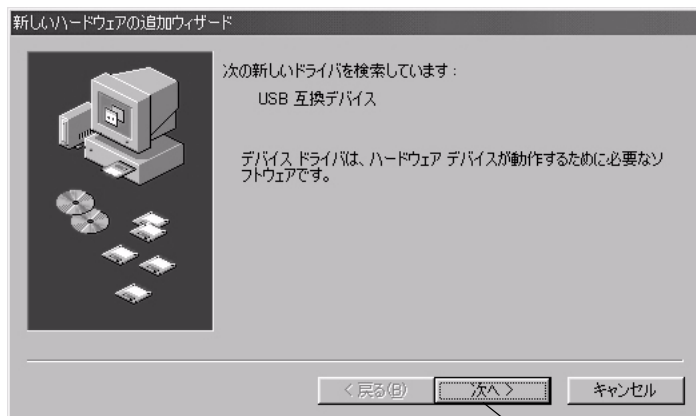 新しいハードウェアの追加ウィザード
次の新しいドライバを検索しています：
USB 互換デバイス
デバイス ドライバは、ハードウェア デバイスが動作するために必要なソ
フトウェアです。
< 戻る(B) 次へ > キャンセル